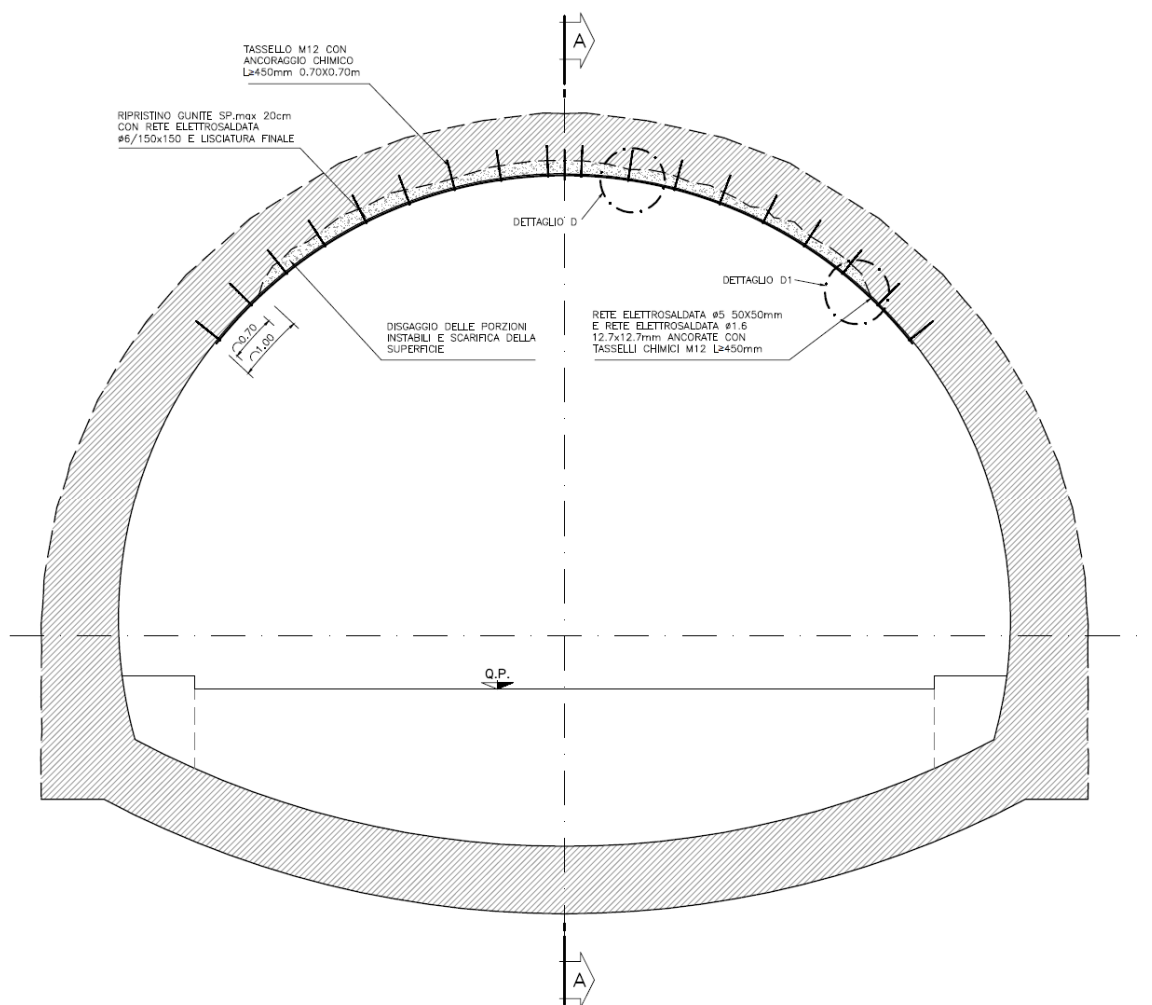 A
TASSELLO M12 CON
ANCORAGGIO CHIMICO
L≥450mm 0.70X0.70m
RIPRISTINO GUNITE SP.max 20cm
CON RETE ELETTROSALDATA
ø6/150x150 E LISCIATURA FINALE
DETTAGLIO D
DETTAGLIO D1
RETE ELETTROSALDATA ø5 50X50mm
E RETE ELETTROSALDATA ø1.6
12.7x12.7mm ANCORATE CON
TASSELLI CHIMICI M12 L≥450mm
DISGAGGIO DELLE PORZIONI
INSTABILI E SCARIFICA DELLA
SUPERFICIE
0.70
1.00
Q.P.
A